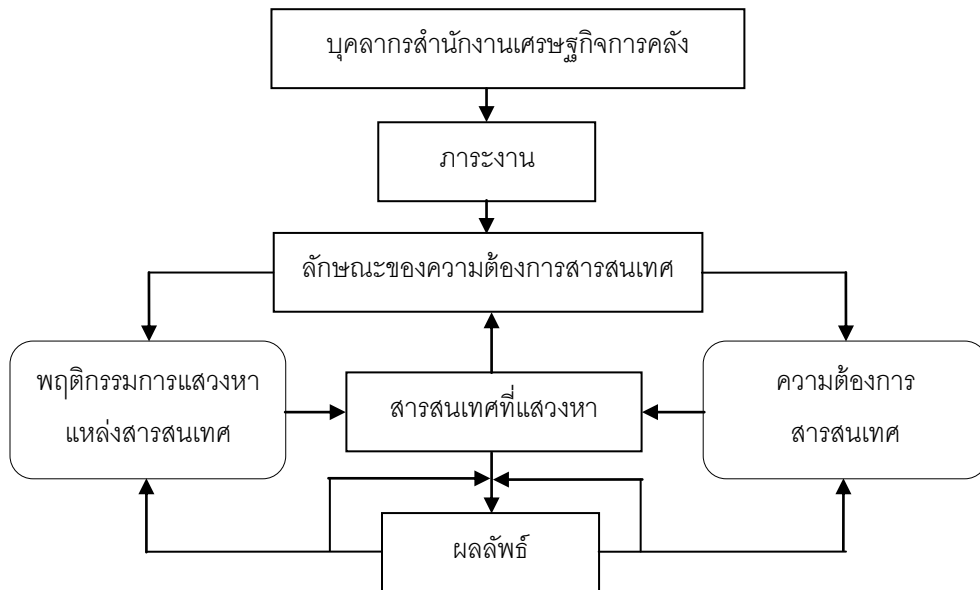 บุคลากรสำนักงานเศรษฐกิจการคลัง
ภาระงาน
ลักษณะของความต้องการสารสนเทศ
พฤติกรรมการแสวงหา
แหล่งสารสนเทศ
สารสนเทศที่แสวงหา
ความต้องการ
สารสนเทศ
ผลลัพธ์